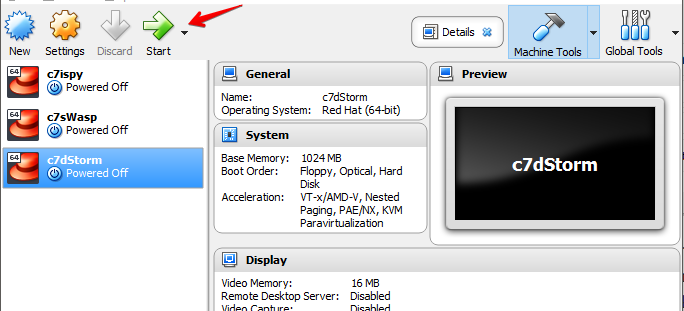 New
Settings
Discard
Start
Details
Machine Tools
Global Tools
64
c7ispy
Powered Off
64
c7sWasp
Powered Off
64
c7dStorm
Powered Off
General
Name: c7dStorm
Operating System: Red Hat (64-bit)
System
Base Memory: 1024 MB
Boot Order: Floppy, Optical, Hard
Disk
Acceleration: VT-x/AMD-V, Nested
Paging, PAE/NX, KVM
Paravirtualization
Preview
c7dStorm
Display
Video Memory: 16 MB
Remote Desktop Server: Disabled
Video Capture: Disabled